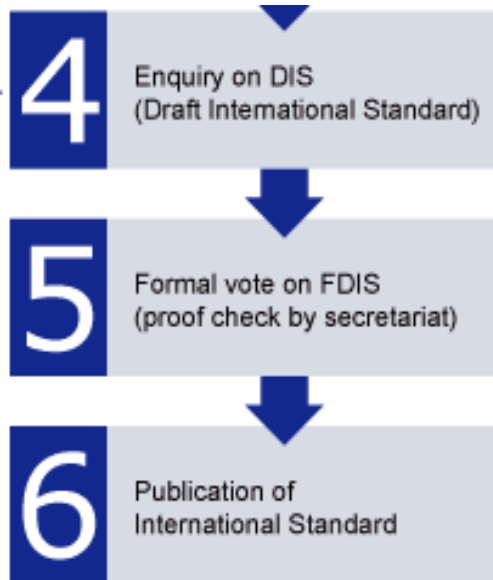 4
Enquiry on DIS
(Draft International Standard)
5
Formal vote on FDIS
(proof check by secretariat)
6
Publication of
International Standard